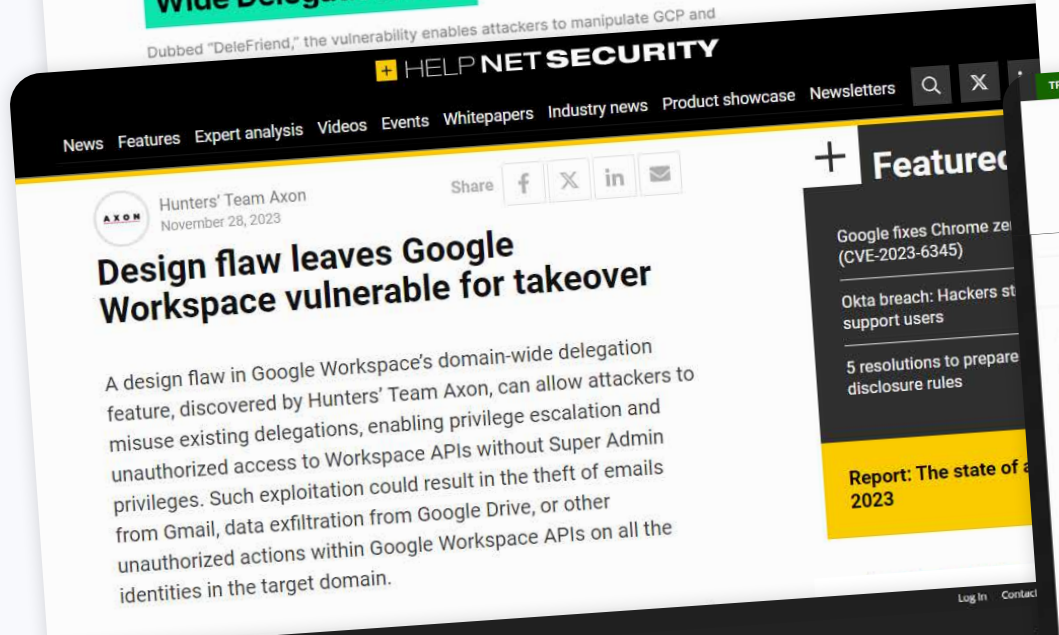 Dubbed “DeleFriend,” the vulnerability enables attackers to manipulate GCP and
HELP NET SECURITY
News Features Expert analysis Videos Events Whitepapers Industry news Product showcase Newsletters
Hunters’ Team Axon
November 28, 2023
AXON
Share
Design flaw leaves Google
Workspace vulnerable for takeover
A design flaw in Google Workspace’s domain-wide delegation
feature, discovered by Hunters’ Team Axon, can allow attackers to
misuse existing delegations, enabling privilege escalation and
unauthorized access to Workspace APIs without Super Admin
privileges. Such exploitation could result in the theft of emails
from Gmail, data exfiltration from Google Drive, or other
unauthorized actions within Google Workspace APIs on all the
identities in the target domain.
Featured
Google fixes Chrome
(CVE-2023-6345)
Okta breach: Hackers
support users
5 resolutions to prepare
disclosure rules
Report: The state of
2023
Log In Contact